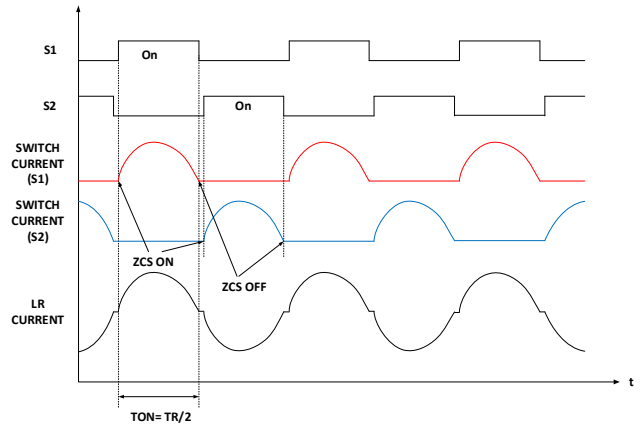 S1
On
S2
On
SWITCH
CURRENT
(S1)
SWITCH
CURRENT
(S2)
ZCS ON
ZCS OFF
LR
CURRENT
t
TON= TR/2